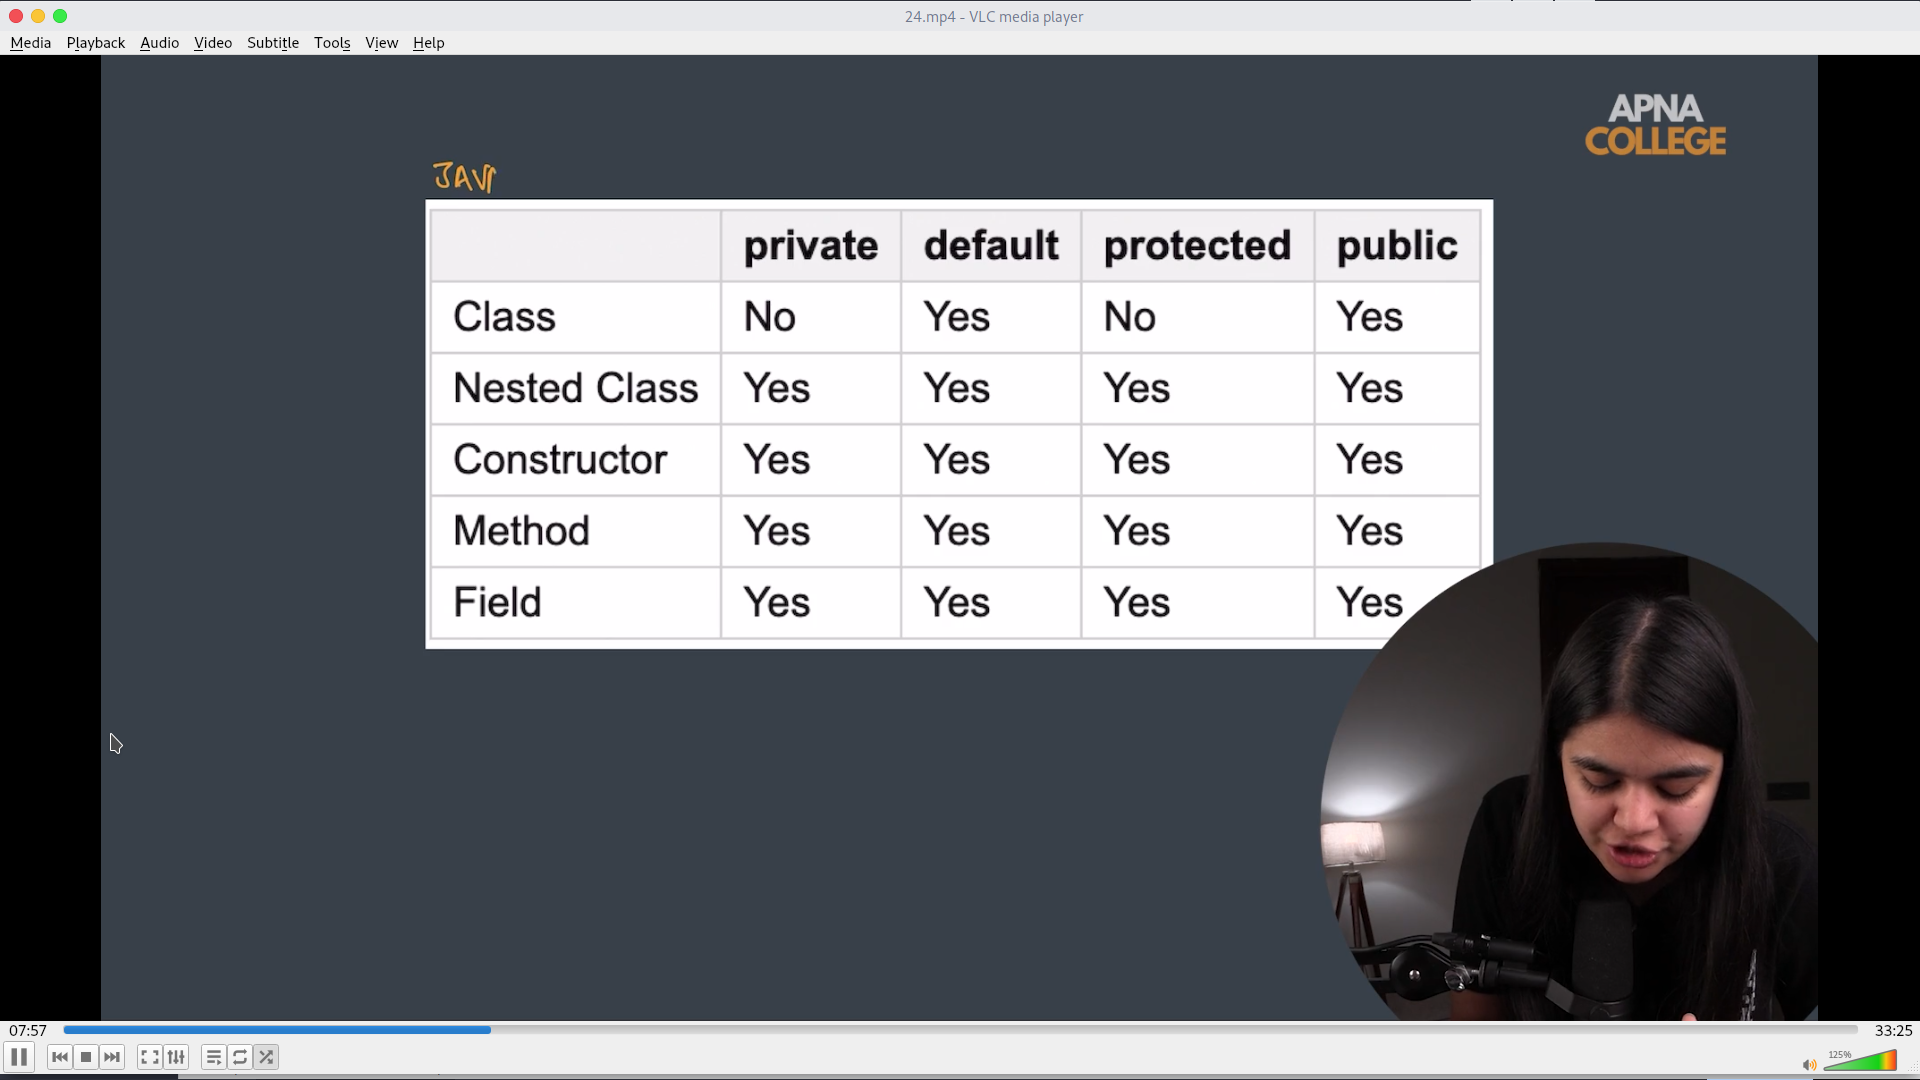 24.mp4 - VLC media player
Media Playback Audio Video Subtitle Tools View Help
APNA
COLLEGE
private default protected public
Class No Yes No Yes
Nested Class Yes Yes Yes Yes
Constructor Yes Yes Yes Yes
Method Yes Yes Yes Yes
Field Yes Yes Yes Yes
07:57 33:25
125%